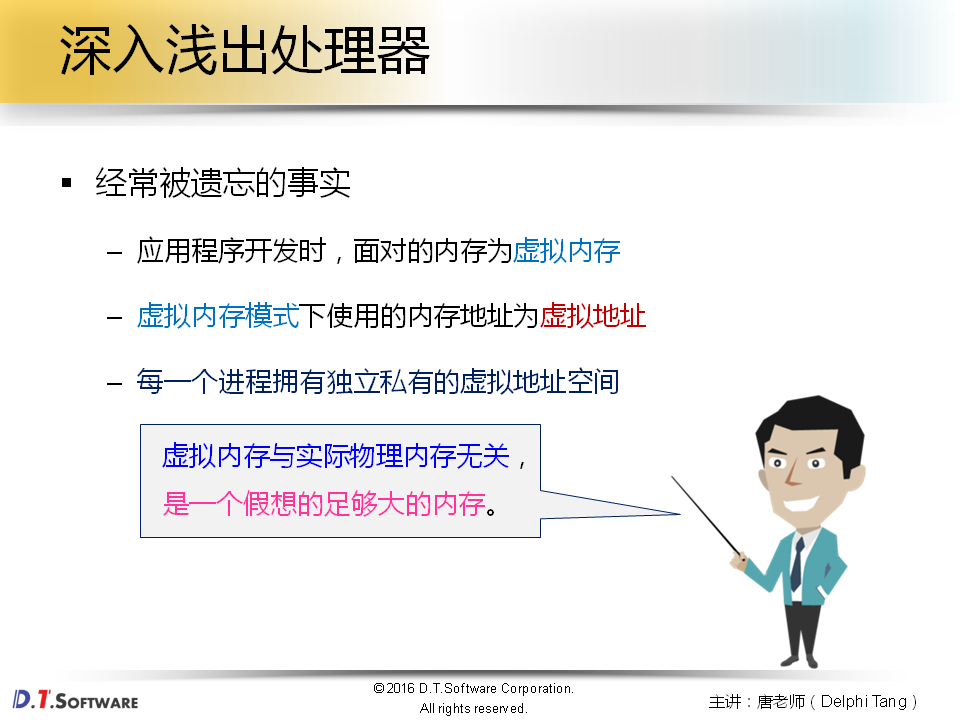 深入浅出处理器
▪ 经常被遗忘的事实
– 应用程序开发时，面对的内存为虚拟内存
– 虚拟内存模式下使用的内存地址为虚拟地址
– 每一个进程拥有独立私有的虚拟地址空间
虚拟内存与实际物理内存无关，
是一个假想的足够大的内存。
D.T.SOFTWARE
©2016 D.T.Software Corporation.
All rights reserved.
主讲：唐老师（Delphi Tang）